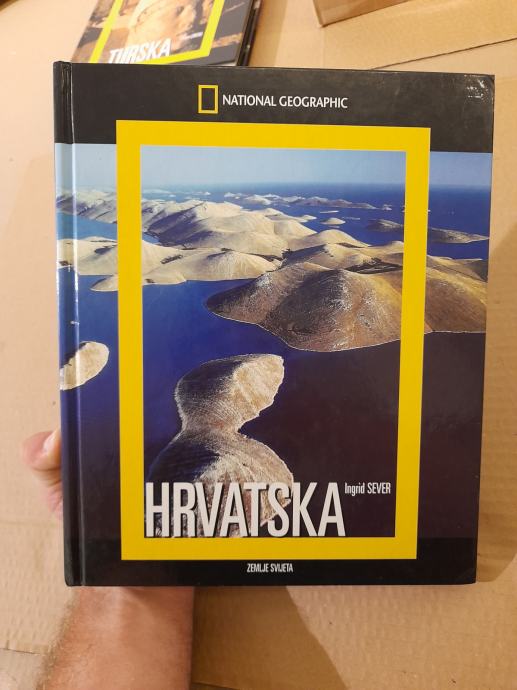 TURSKA
NATIONAL GEOGRAPHIC
HRVATSKA
Ingrid SEVER
ZEMLJE SVIJETA